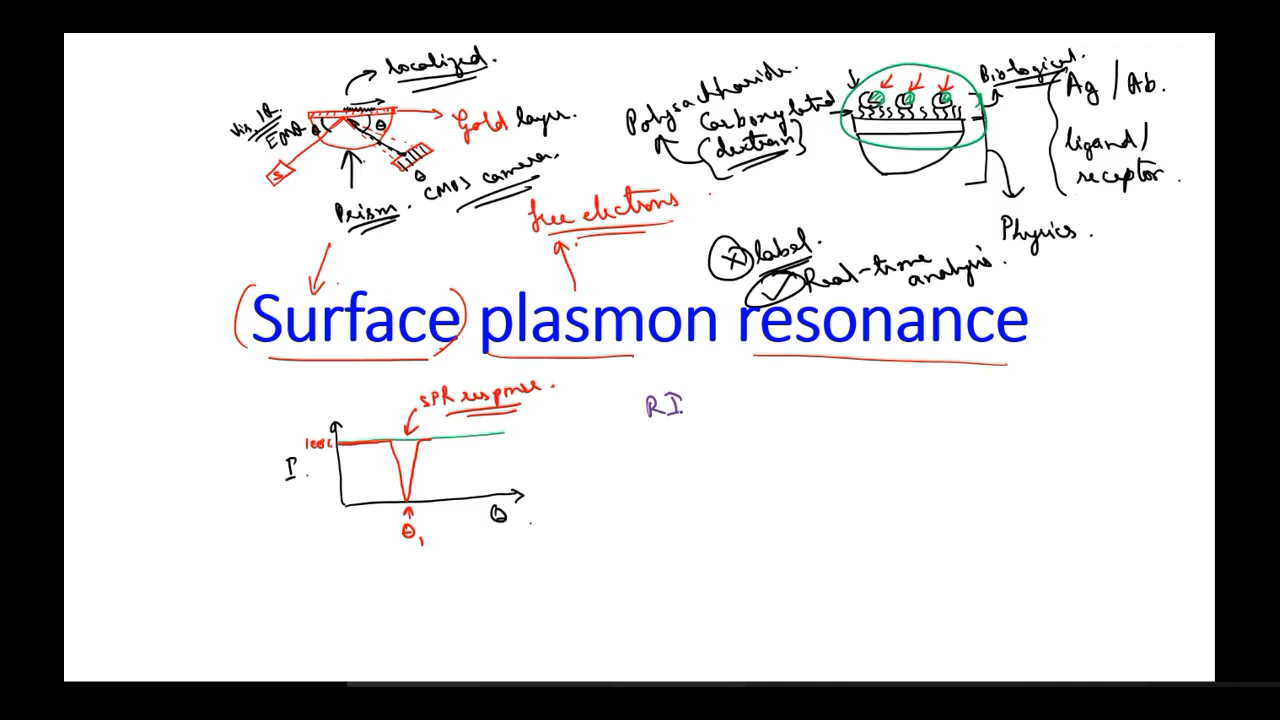 localized.
Vis, IR.
EMR
θ
θ
Gold layer.
S
θ
CMOS camera.
Prism.
Polysaccharide.
Carboxylated
{dextran}
Biological.
Ag / Ab.
ligand/
receptor.
Physics.
free electrons
X label.
✓ Real-time
analysis.
(Surface) plasmon resonance
SPR response.
100%
I.
θ
θ1
RI.